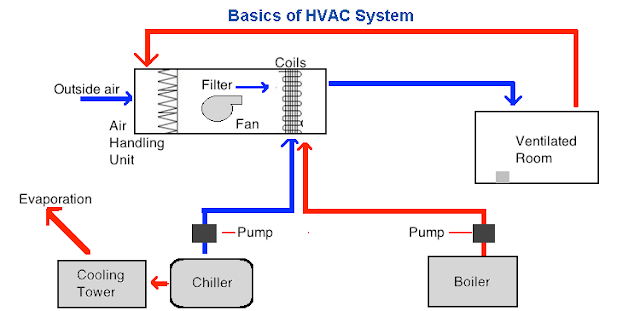 Basics of HVAC System
Coils
Outside air
Filter
Fan
Air
Handling
Unit
Ventilated
Room
Evaporation
Pump
Pump
Cooling
Tower
Chiller
Boiler